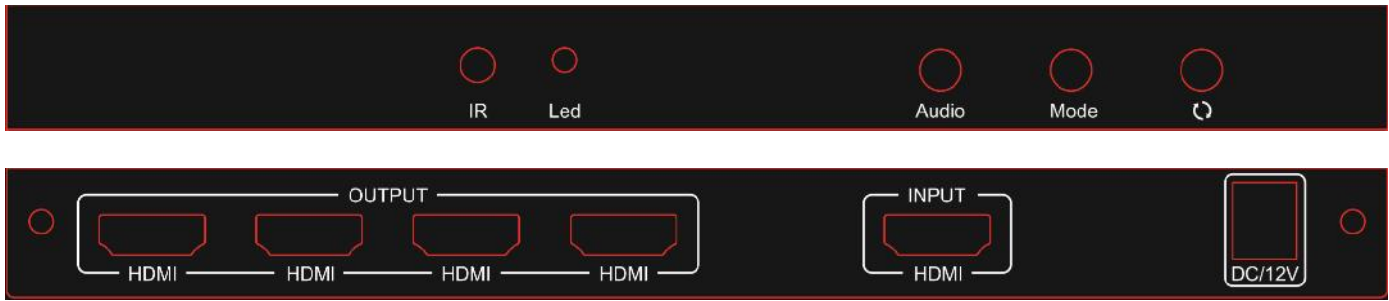 IR Led Audio Mode
OUTPUT INPUT
HDMI HDMI HDMI HDMI HDMI DC/12V